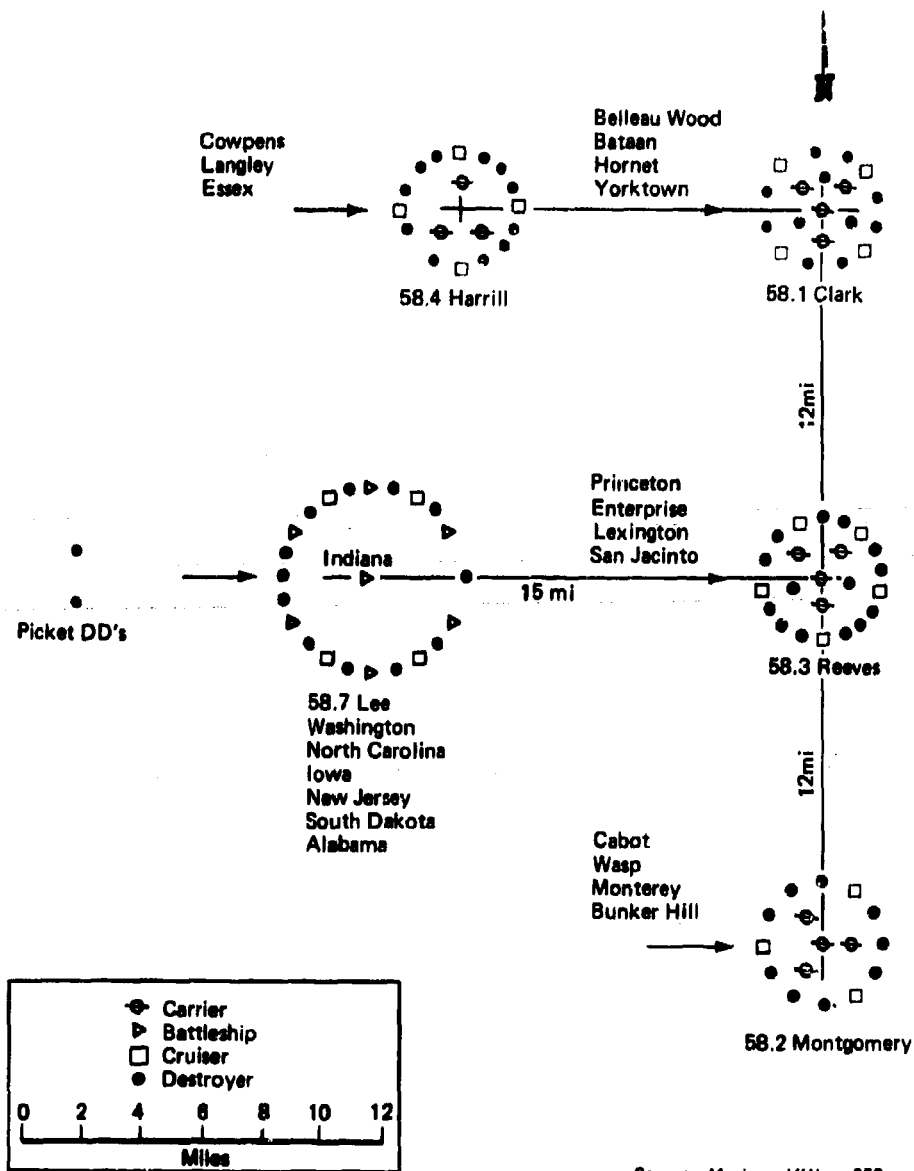 N
Cowpens
Langley
Essex
Belleau Wood
Bataan
Hornet
Yorktown
58.4 Harrill
58.1 Clark
12mi
Princeton
Enterprise
Lexington
San Jacinto
Indiana
15 mi
Picket DD's
58.3 Reeves
58.7 Lee
Washington
North Carolina
Iowa
New Jersey
South Dakota
Alabama
12mi
Cabot
Wasp
Monterey
Bunker Hill
58.2 Montgomery
Carrier
Battleship
Cruiser
Destroyer
0 2 4 6 8 10 12
Miles